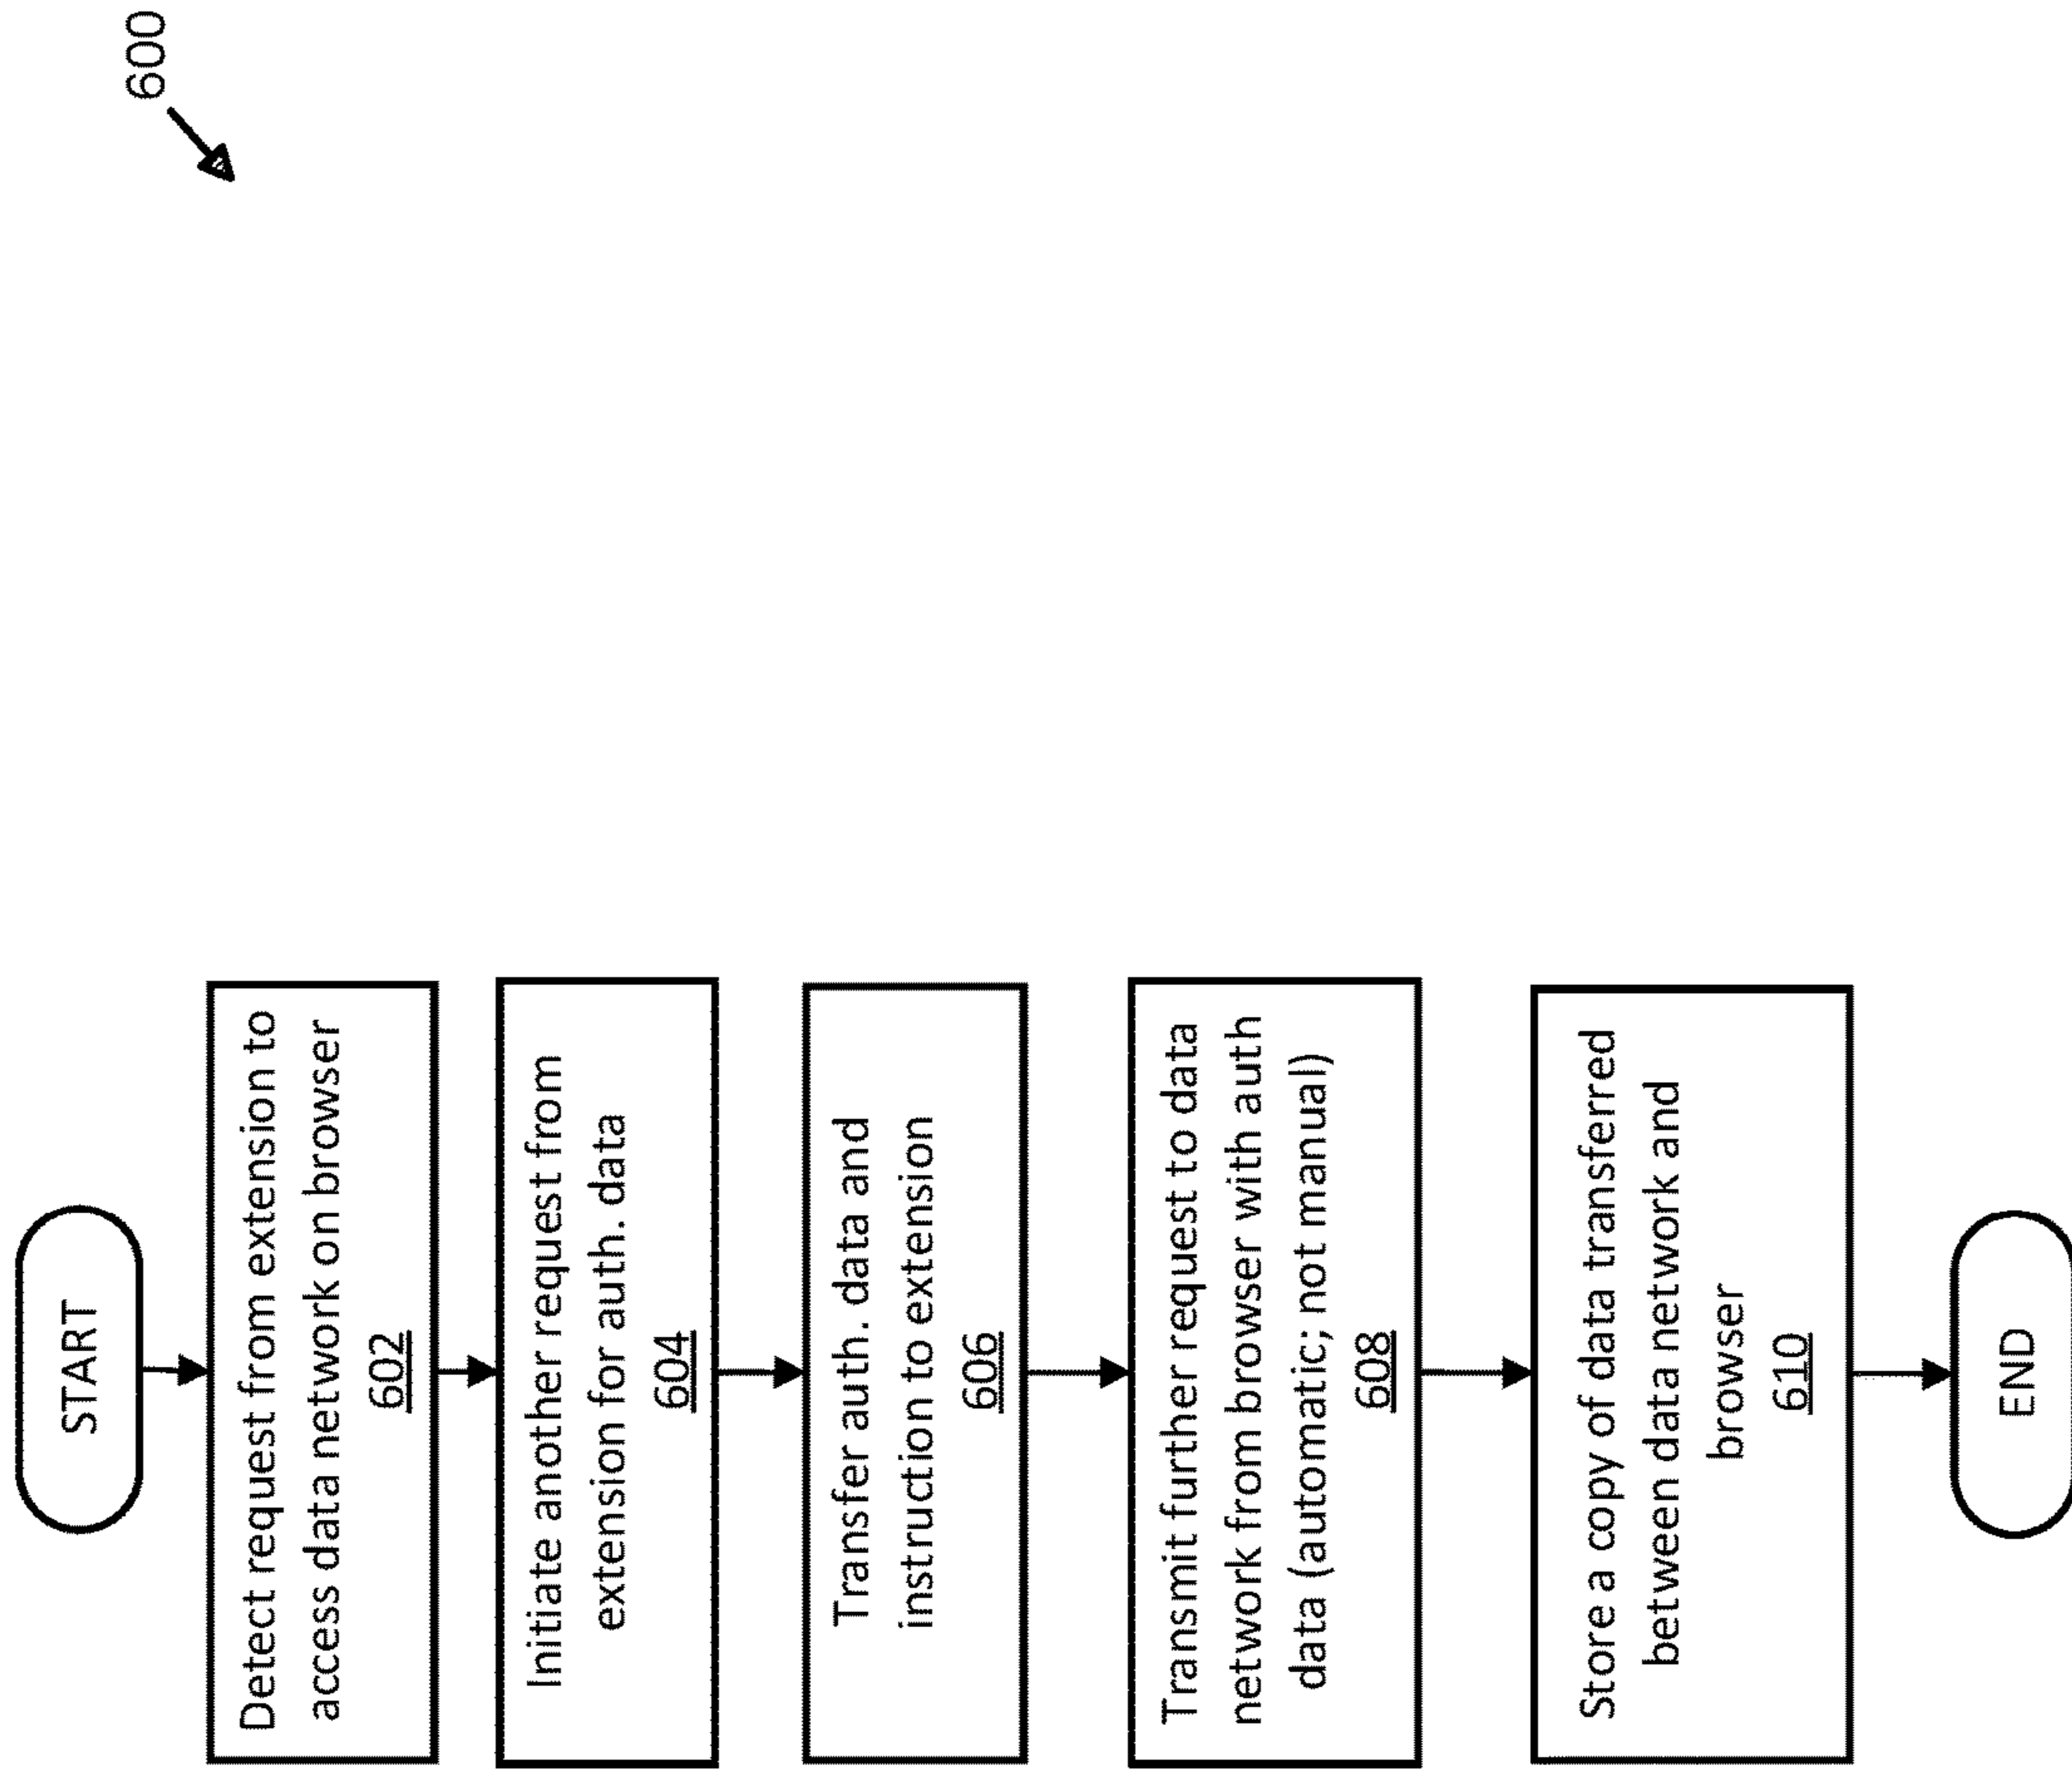 600
START
Detect request from extension to
access data network on browser
602
Initiate another request from
extension for auth. data
604
Transfer auth. data and
instruction to extension
606
Transmit further request to data
network from browser with auth
data (automatic; not manual)
608
Store a copy of data transferred
between data network and
browser
610
END